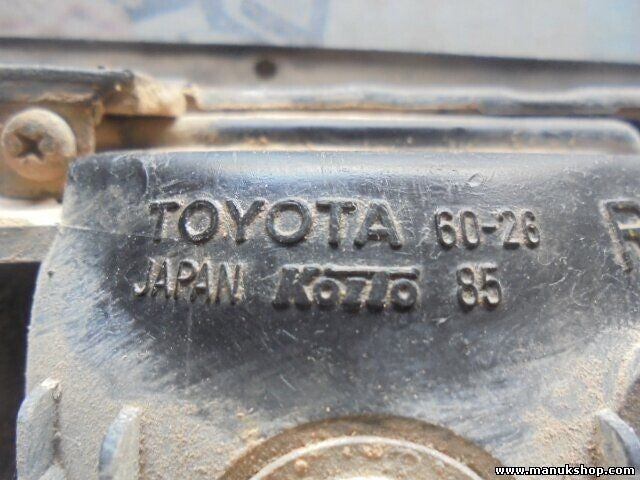 TOYOTA 60-26 R
JAPAN KOITO 85
www.manukshop.com